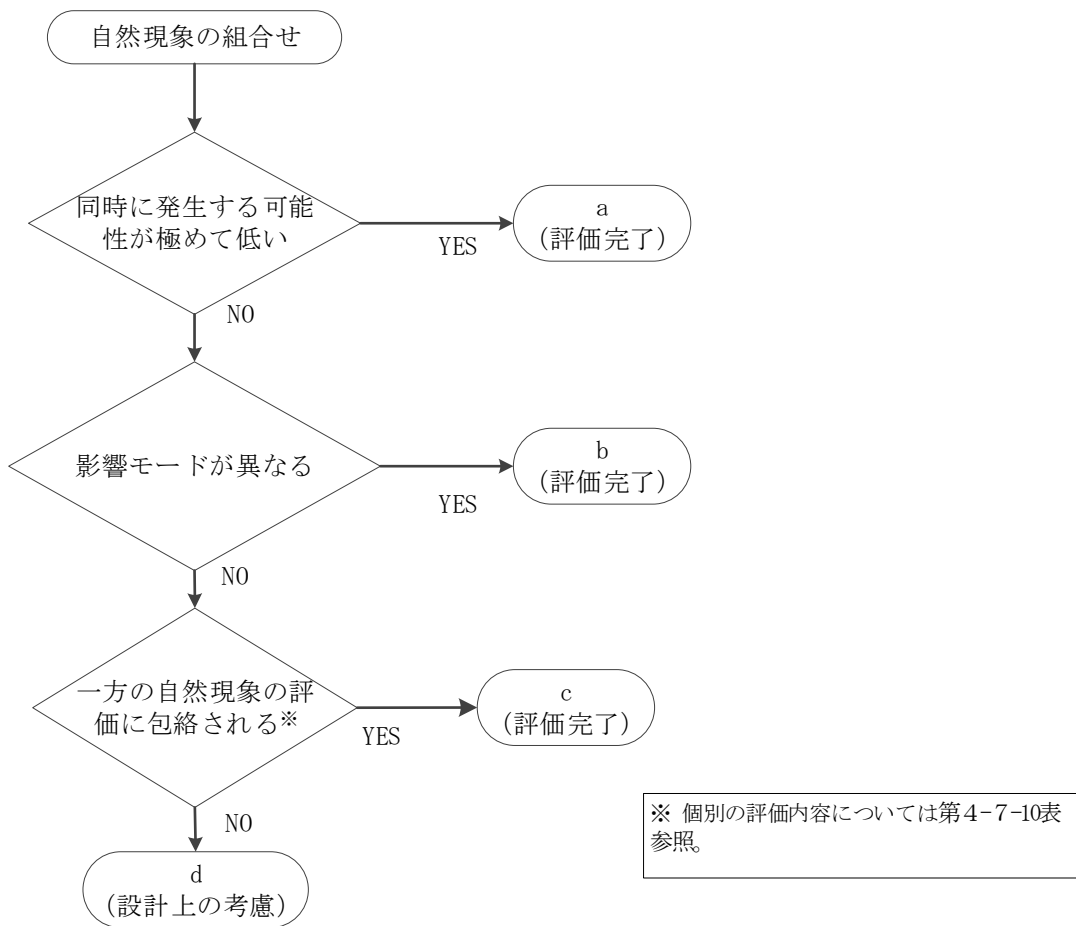 自然現象の組合せ
同時に発生する可能
性が極めて低い
YES
a
(評価完了)
NO
影響モードが異なる
YES
b
(評価完了)
NO
一方の自然現象の評
価に包絡される※
YES
c
(評価完了)
NO
d
(設計上の考慮)
※ 個別の評価内容については第4-7-10表
参照。